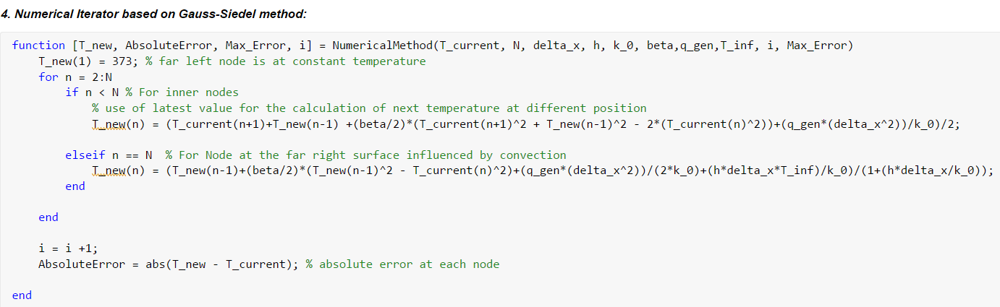 4. Numerical Iterator based on Gauss-Siedel method:
function [T_new, AbsoluteError, Max_Error, i] = NumericalMethod(T_current, N, delta_x, h, k_0, beta,q_gen,T_inf, i, Max_Error)
T_new(1) = 373; % far left node is at constant temperature
for n = 2:N
if n < N % For inner nodes
% use of latest value for the calculation of next temperature at different position
T_new(n) = (T_current(n+1)+T_new(n-1) +(beta/2)*(T_current(n+1)^2 + T_new(n-1)^2 - 2*(T_current(n)^2))+(q_gen*(delta_x^2))/k_0)/2;
elseif n == N  % For Node at the far right surface influenced by convection
T_new(n) = (T_new(n-1)+(beta/2)*(T_new(n-1)^2 - T_current(n)^2)+(q_gen*(delta_x^2))/(2*k_0)+(h*delta_x*T_inf)/k_0)/(1+(h*delta_x/k_0));
end
end
i = i +1;
AbsoluteError = abs(T_new - T_current); % absolute error at each node
end